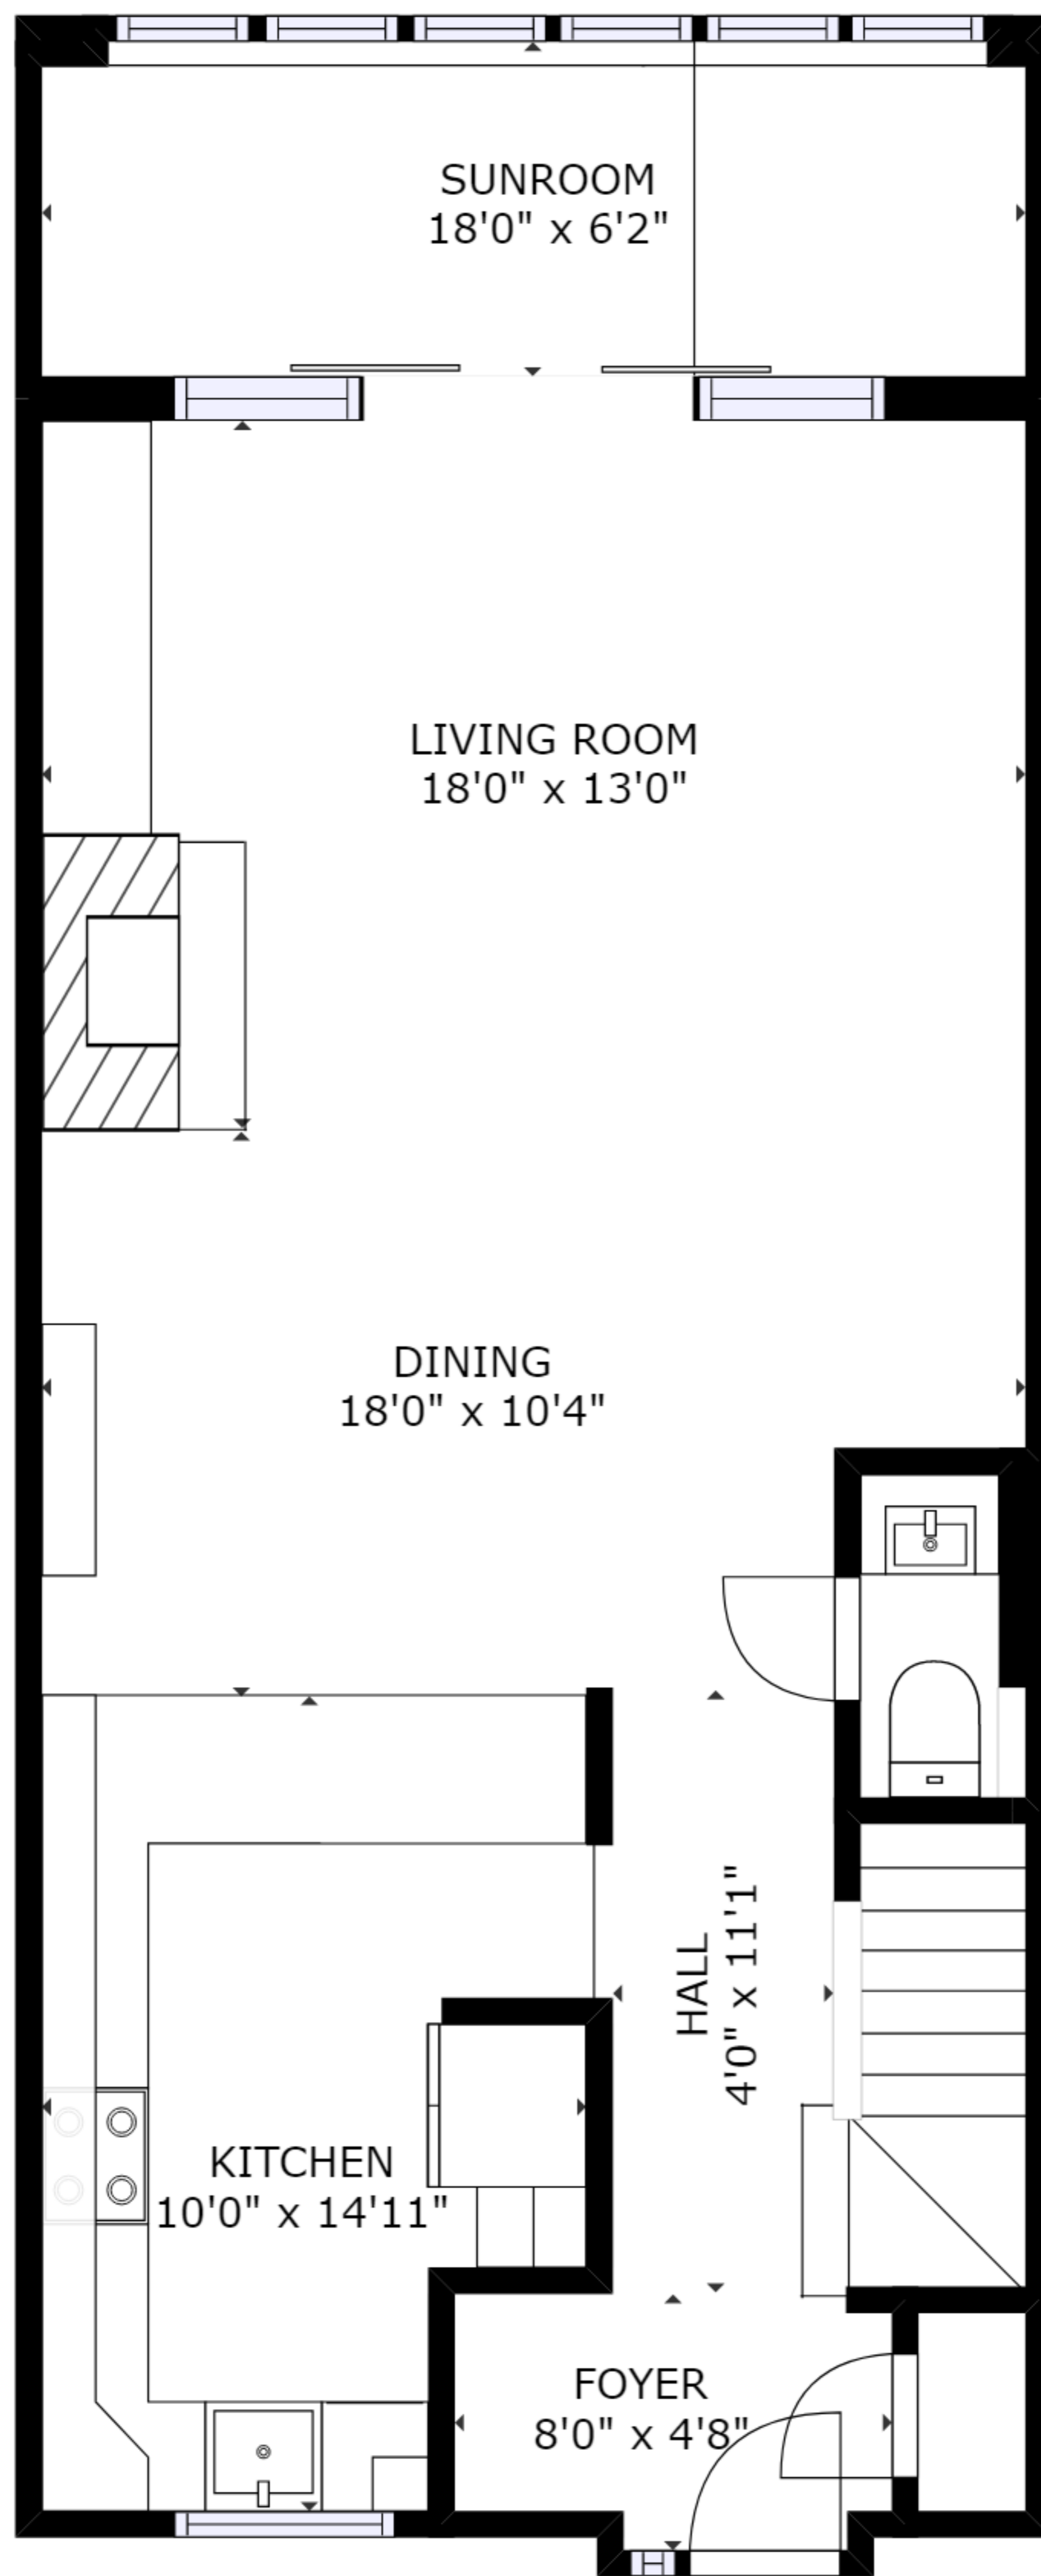 SUNROOM
18'0" x 6'2"
LIVING ROOM
18'0" x 13'0"
DINING
18'0" x 10'4"
HALL
4'0" x 11'1"
KITCHEN
10'0" x 14'11"
FOYER
8'0" x 4'8"